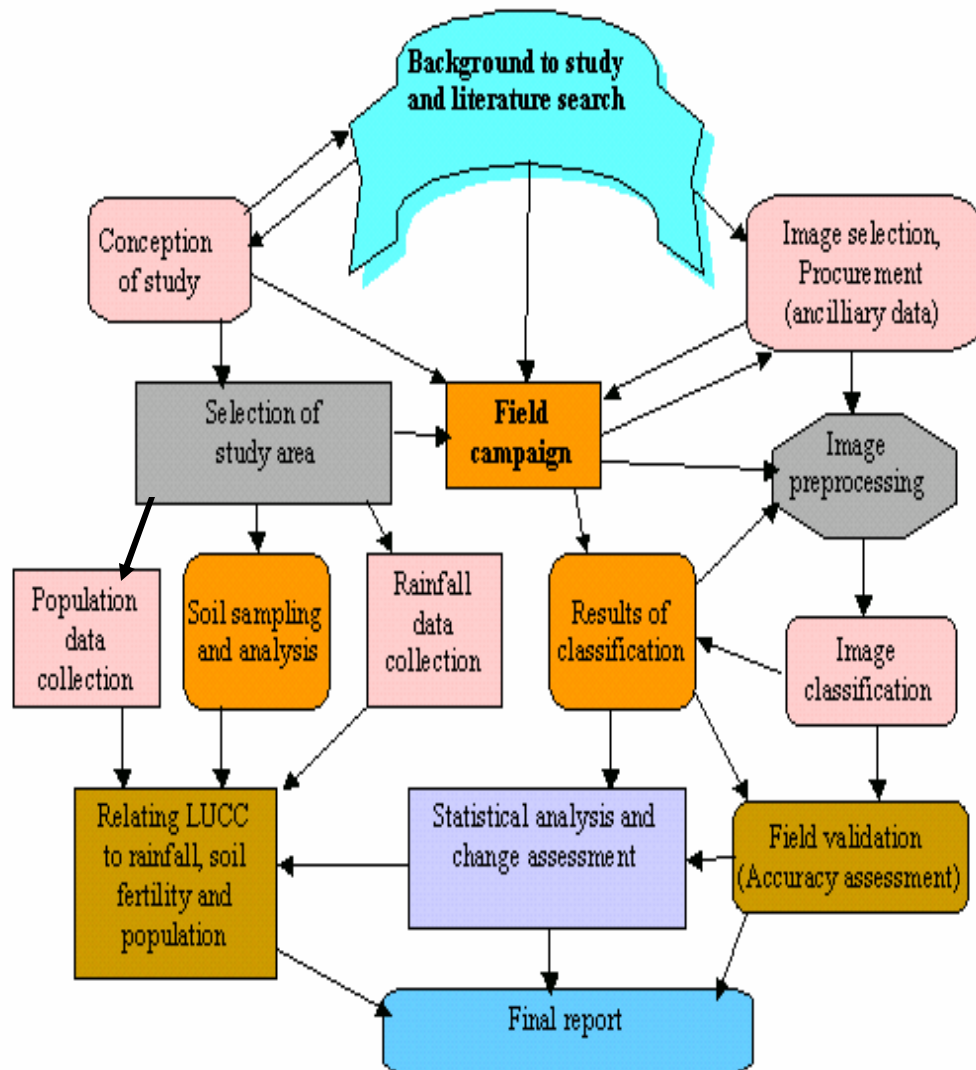 Background to study
and literature search
Conception
of study
Image selection,
Procurement
(ancilliary data)
Selection of
study area
Field
campaign
Image
preprocessing
Population
data
collection
Soil sampling
and analysis
Rainfall
data
collection
Results of
classification
Image
classification
Relating LUCC
to rainfall, soil
fertility and
population
Statistical analysis and
change assessment
Field validation
(Accuracy assessment)
Final report